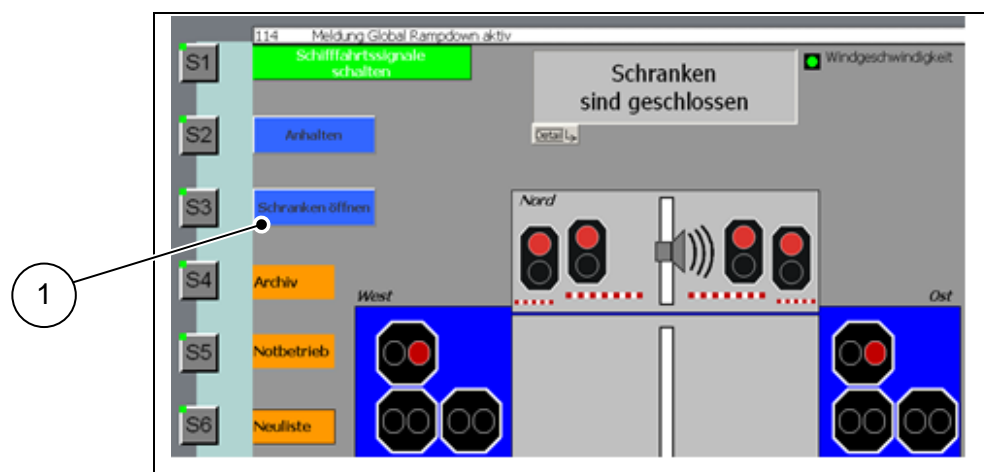 114 Meldung Global Rampdown aktiv
S1
Schifffahrtssignale
schalten
Schranken
sind geschlossen
Windgeschwindigkeit
S2
Anhalten
Detail
S3
Schranken öffnen
Nord
1
S4
Archiv
West
Ost
S5
Notbetrieb
S6
Neuliste